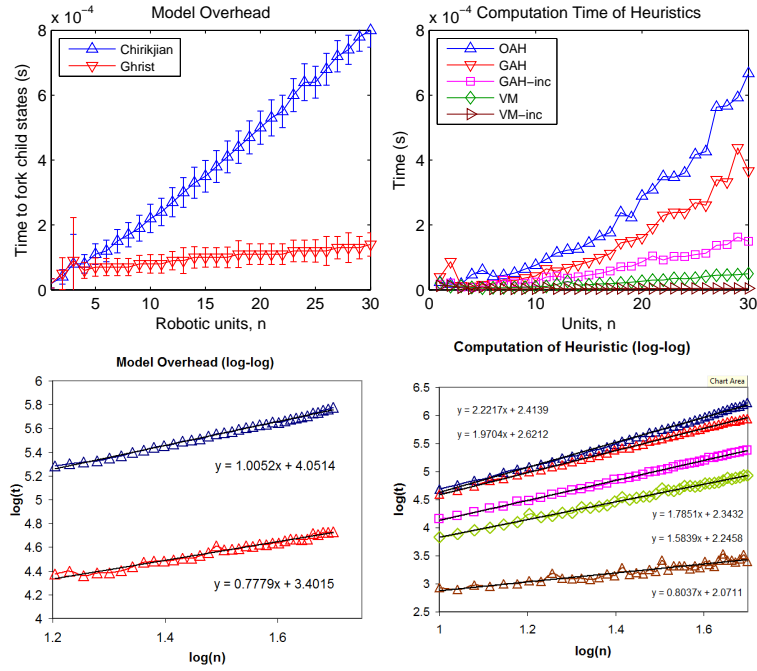 Model Overhead
x 10⁻⁴
8
6
4
2
0
Time to fork child states (s)
Chirikjian
Ghrist
5 10 15 20 25 30
Robotic units, n
Computation Time of Heuristics
x 10⁻⁴
8
6
4
2
0
Time (s)
OAH
GAH
GAH−inc
VM
VM−inc
0 10 20 30
Units, n
Model Overhead (log-log)
6
5.8
5.6
5.4
5.2
5
4.8
4.6
4.4
4.2
4
log(t)
y = 1.0052x + 4.0514
y = 0.7779x + 3.4015
1.2 1.4 1.6
log(n)
Computation of Heuristic (log-log)
Chart Area
6.5
6
5.5
5
4.5
4
3.5
3
2.5
log(t)
y = 2.2217x + 2.4139
y = 1.9704x + 2.6212
y = 1.7851x + 2.3432
y = 1.5839x + 2.2458
y = 0.8037x + 2.0711
1 1.2 1.4 1.6
log(n)